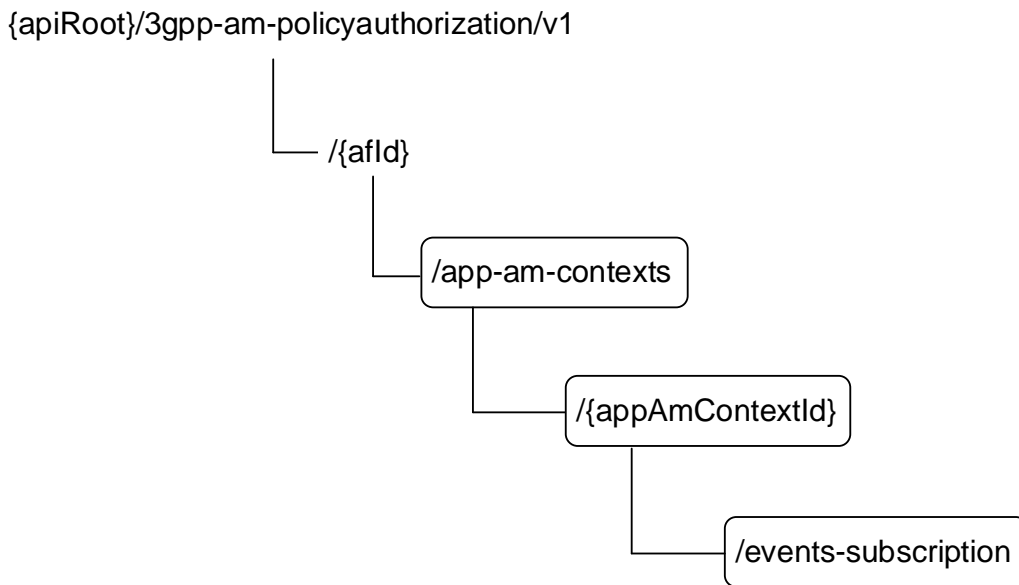 {apiRoot}/3gpp-am-policyauthorization/v1
/{afId}
/app-am-contexts
/{appAmContextId}
/events-subscription